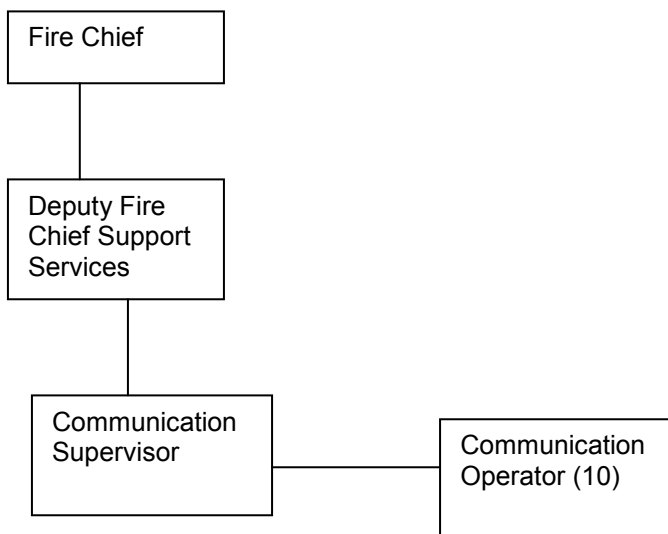 Fire Chief
Deputy Fire
Chief Support
Services
Communication
Supervisor
Communication
Operator (10)